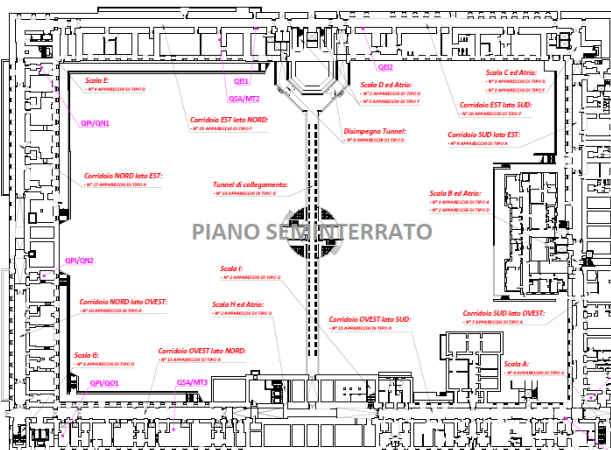 QEI1
QEI2
Scala E:
- N° 4 APPARECCHI DI TIPO D
QSA/MT2
Scala D ed Atrio:
- N° 2 APPARECCHI DI TIPO D
- N° 5 APPARECCHI DI TIPO F
Scala C ed Atrio:
- N° 3 APPARECCHI DI TIPO D
- N° 3 APPARECCHI DI TIPO F
QPI/QN1
Corridoio EST lato NORD:
- N° 25 APPARECCHI DI TIPO F
Corridoio EST lato SUD:
- N° 26 APPARECCHI DI TIPO F
Disimpegno Tunnel:
- N° 6 APPARECCHI DI TIPO D
Corridoio SUD lato EST:
- N° 9 APPARECCHI DI TIPO A
Corridoio NORD lato EST:
- N° 17 APPARECCHI DI TIPO A
Tunnel di collegamento:
- N° 53 APPARECCHI DI TIPO G
Scala B ed Atrio:
- N° 3 APPARECCHI DI TIPO A
- N° 2 APPARECCHI DI TIPO D
PIANO SEMINTERRATO
QPI/QN2
Scala I:
- N° 2 APPARECCHI DI TIPO D
Corridoio NORD lato OVEST:
- N° 10 APPARECCHI DI TIPO A
Scala H ed Atrio:
- N° 2 APPARECCHI DI TIPO D
Corridoio OVEST lato SUD:
- N° 15 APPARECCHI DI TIPO A
Corridoio SUD lato OVEST:
- N° 7 APPARECCHI DI TIPO A
Scala G:
- N° 4 APPARECCHI DI TIPO D
Corridoio OVEST lato NORD:
- N° 15 APPARECCHI DI TIPO A
Scala A:
- N° 4 APPARECCHI DI TIPO D
QPI/QO1
QSA/MT3